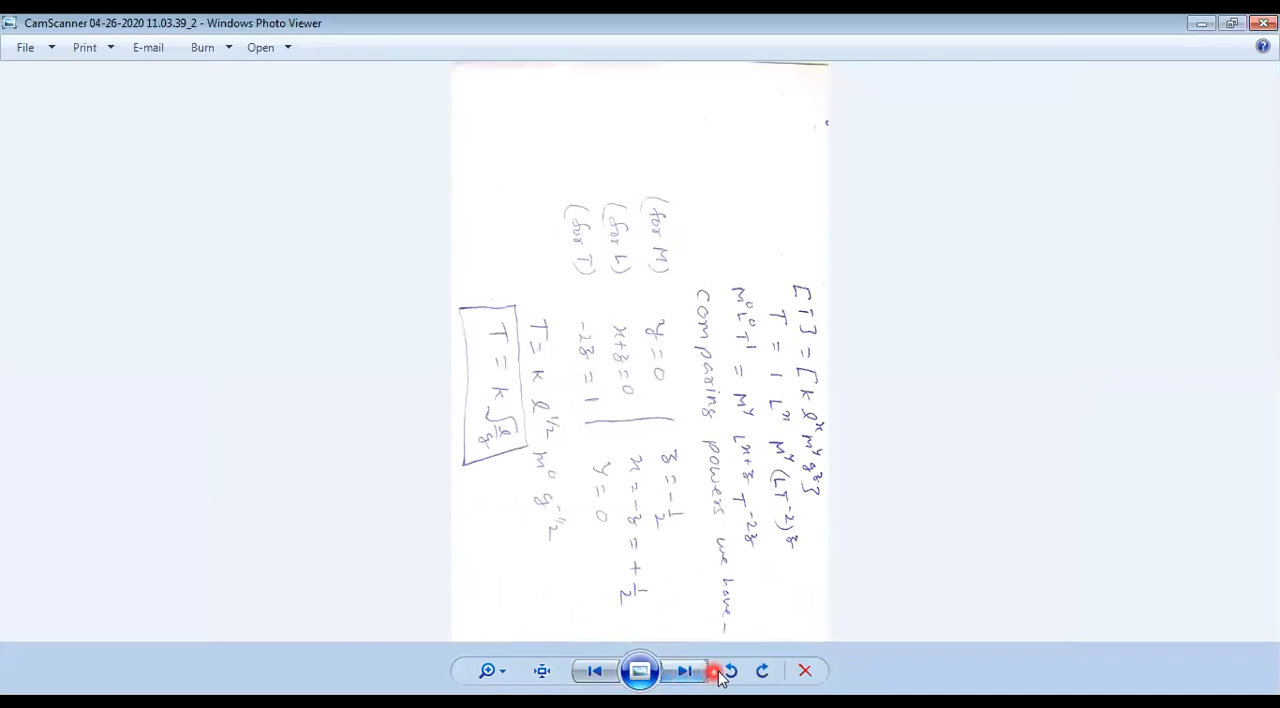 CamScanner 04-26-2020 11.03.39_2 - Windows Photo Viewer
File Print E-mail Burn Open
[T] = [k l^x m^y g^z]
T = 1 L^x M^y (LT^-2)^z
M^0 L^0 T^1 = M^y L^x+z T^-2z
Comparing powers we have -
(for M) y = 0 z = -1/2
(for L) x+z = 0 x = -z = +1/2
(for T) -2z = 1 y = 0
T = k l^1/2 m^0 g^-1/2
T = k √l/g